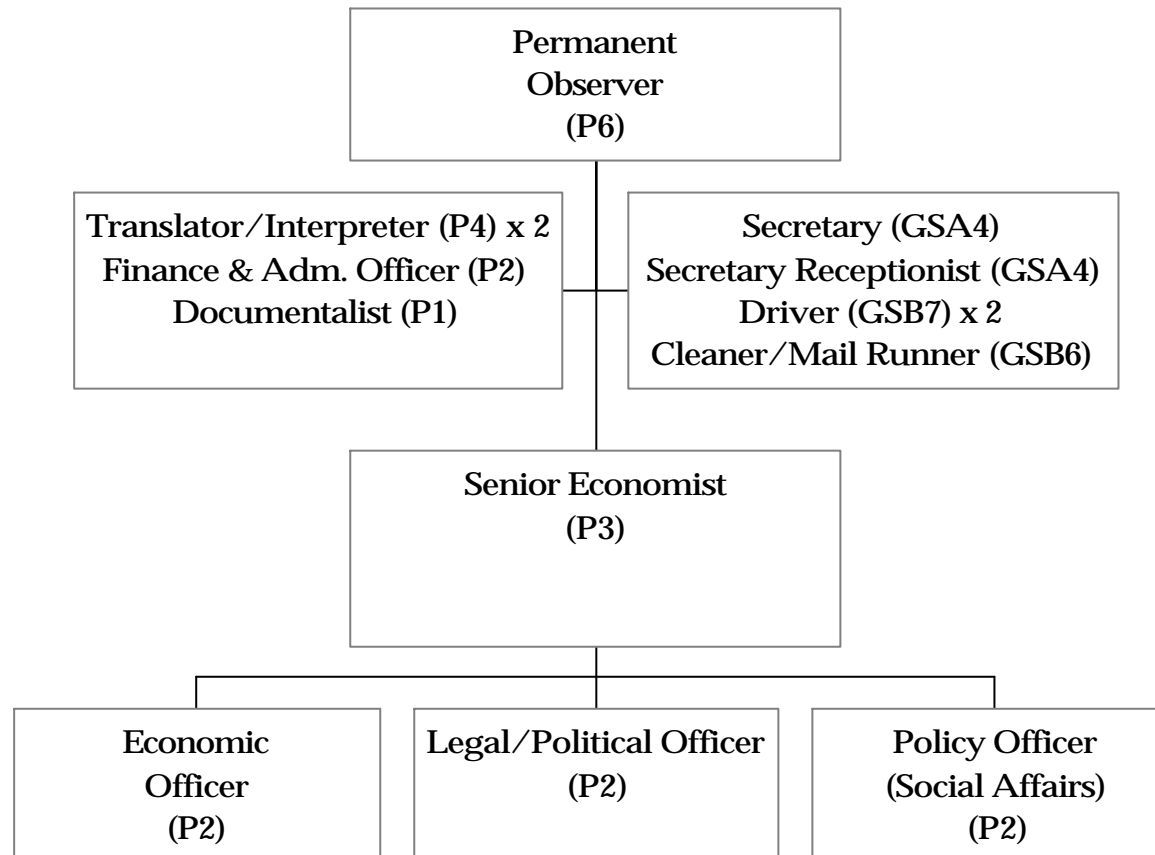 Permanent
Observer
(P6)
Translator/Interpreter (P4) x 2
Finance & Adm. Officer (P2)
Documentalist (P1)
Secretary (GSA4)
Secretary Receptionist (GSA4)
Driver (GSB7) x 2
Cleaner/Mail Runner (GSB6)
Senior Economist
(P3)
Economic
Officer
(P2)
Legal/Political Officer
(P2)
Policy Officer
(Social Affairs)
(P2)